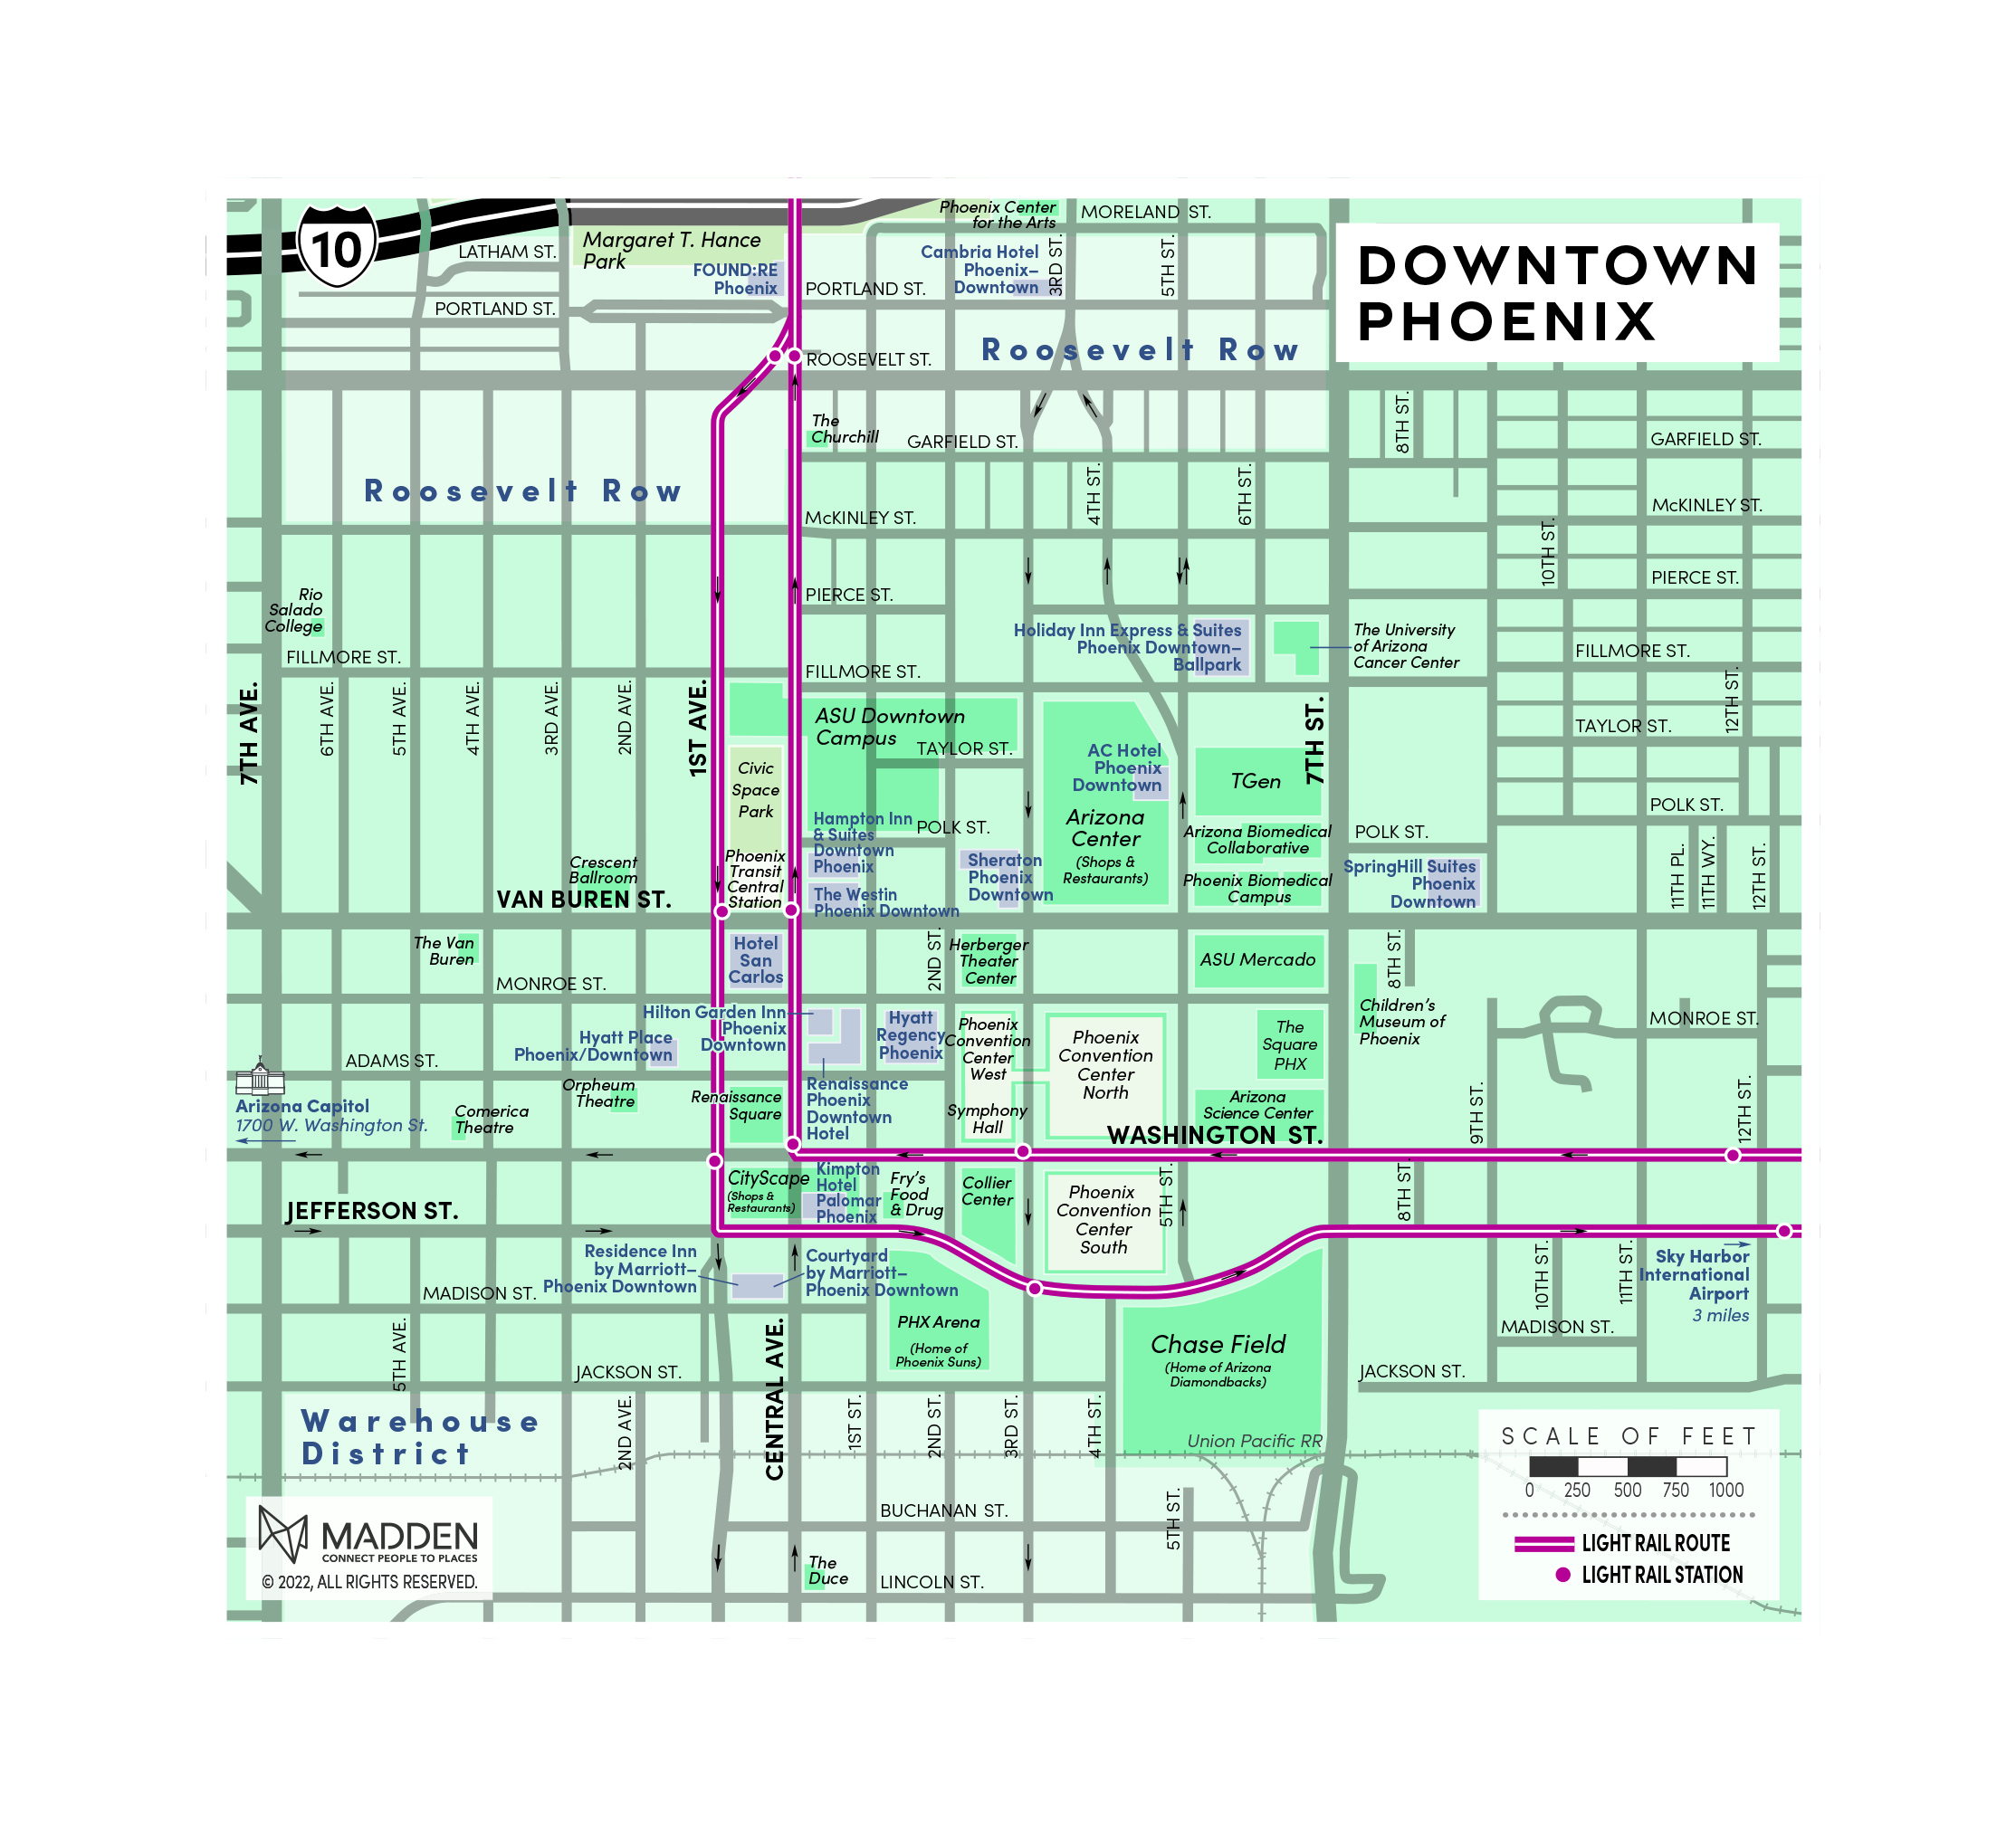 10
LATHAM ST.
Margaret T. Hance
Park
FOUND:RE
Phoenix
Phoenix Center
for the Arts
MORELAND ST.
Cambria Hotel
Phoenix–
Downtown
3RD ST.
5TH ST.
DOWNTOWN
PHOENIX
PORTLAND ST.
PORTLAND ST.
ROOSEVELT ST.
Roosevelt Row
The
Churchill
GARFIELD ST.
8TH ST.
GARFIELD ST.
Roosevelt Row
4TH ST.
6TH ST.
McKINLEY ST.
McKINLEY ST.
10TH ST.
PIERCE ST.
PIERCE ST.
Rio
Salado
College
Holiday Inn Express & Suites
Phoenix Downtown–
Ballpark
The University
of Arizona
Cancer Center
FILLMORE ST.
FILLMORE ST.
FILLMORE ST.
7TH AVE.
6TH AVE.
5TH AVE.
4TH AVE.
3RD AVE.
2ND AVE.
1ST AVE.
ASU Downtown
Campus
TAYLOR ST.
7TH ST.
12TH ST.
TAYLOR ST.
Civic
Space
Park
AC Hotel
Phoenix
Downtown
TGen
Arizona
Center
(Shops &
Restaurants)
Hampton Inn
& Suites
Downtown
Phoenix
POLK ST.
Arizona Biomedical
Collaborative
POLK ST.
POLK ST.
Crescent
Ballroom
Phoenix
Transit
Central
Station
The Westin
Phoenix Downtown
Sheraton
Phoenix
Downtown
Phoenix Biomedical
Campus
SpringHill Suites
Phoenix
Downtown
11TH PL.
11TH WY.
12TH ST.
VAN BUREN ST.
The Van
Buren
Hotel
San
Carlos
2ND ST.
Herberger
Theater
Center
ASU Mercado
8TH ST.
MONROE ST.
Children's
Museum of
Phoenix
MONROE ST.
Hilton Garden Inn
Phoenix
Downtown
Hyatt Place
Phoenix/Downtown
Hyatt
Regency
Phoenix
Phoenix
Convention
Center
West
Phoenix
Convention
Center
North
The
Square
PHX
ADAMS ST.
Arizona Capitol
1700 W. Washington St.
Orpheum
Theatre
Comerica
Theatre
Renaissance
Square
Renaissance
Phoenix
Downtown
Hotel
Symphony
Hall
Arizona
Science Center
9TH ST.
12TH ST.
WASHINGTON ST.
CityScape
(Shops &
Restaurants)
Kimpton
Hotel
Palomar
Phoenix
Fry's
Food
& Drug
Collier
Center
Phoenix
Convention
Center
South
5TH ST.
8TH ST.
JEFFERSON ST.
Residence Inn
by Marriott–
Phoenix Downtown
Courtyard
by Marriott–
Phoenix Downtown
10TH ST.
11TH ST.
Sky Harbor
International
Airport
3 miles
MADISON ST.
PHX Arena
(Home of
Phoenix Suns)
Chase Field
(Home of Arizona
Diamondbacks)
MADISON ST.
5TH AVE.
JACKSON ST.
CENTRAL AVE.
JACKSON ST.
Warehouse
District
2ND AVE.
1ST ST.
2ND ST.
3RD ST.
4TH ST.
Union Pacific RR
SCALE OF FEET
0 250 500 750 1000
LIGHT RAIL ROUTE
LIGHT RAIL STATION
BUCHANAN ST.
5TH ST.
The
Duce
LINCOLN ST.
MADDEN
CONNECT PEOPLE TO PLACES
© 2022, ALL RIGHTS RESERVED.